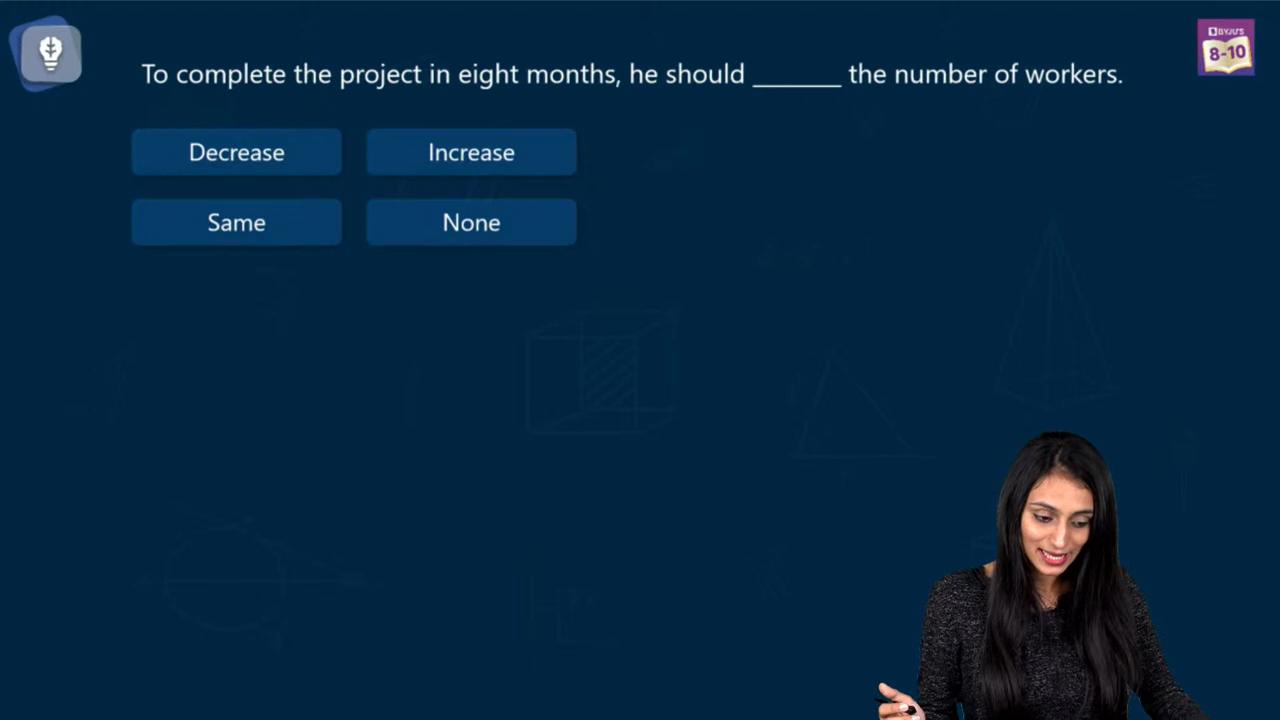 To complete the project in eight months, he should _______ the number of workers.
BYJU'S
8-10
Decrease
Increase
Same
None